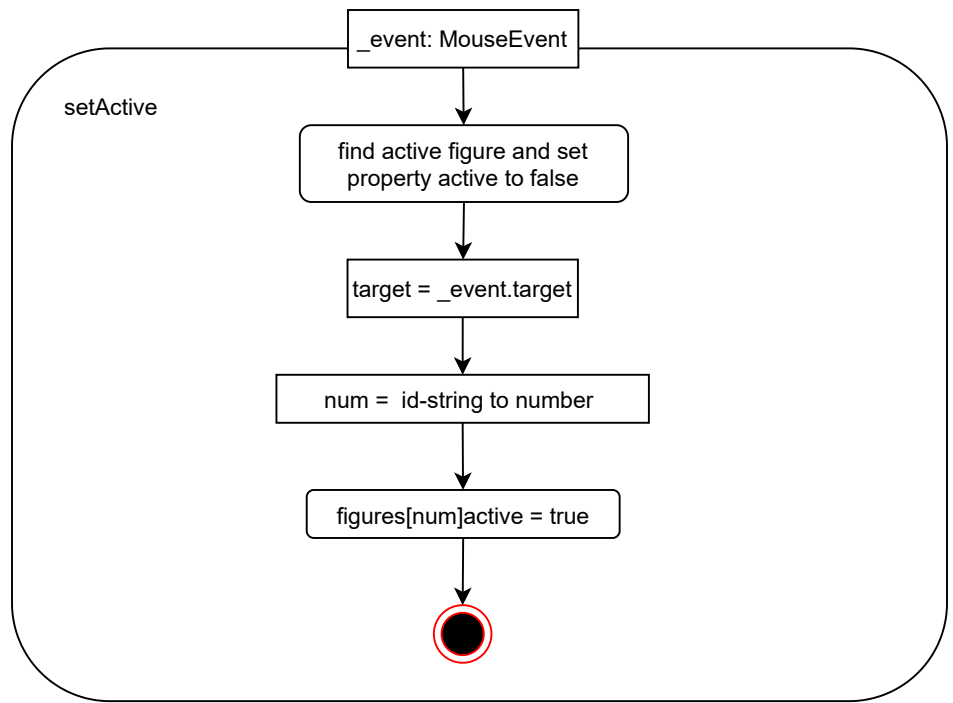 _event: MouseEvent
setActive
find active figure and set
property active to false
target = _event.target
num =  id-string to number
figures[num]active = true